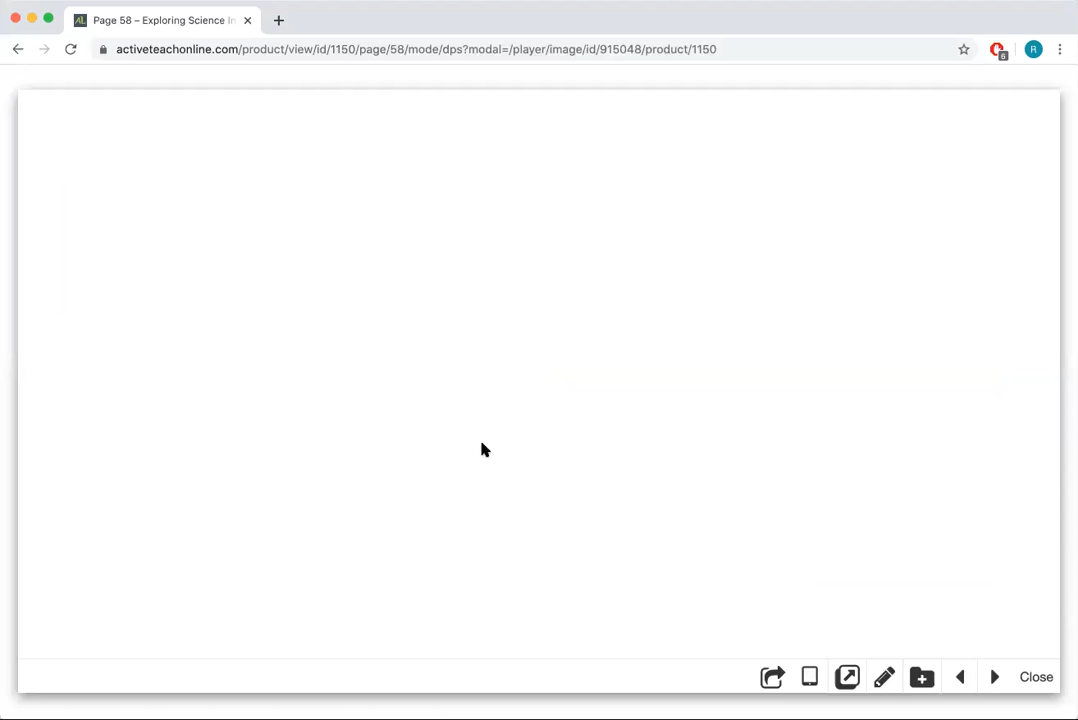 Page 58 – Exploring Science In
activeteachonline.com/product/view/id/1150/page/58/mode/dps?modal=/player/image/id/915048/product/1150
6
R
Close